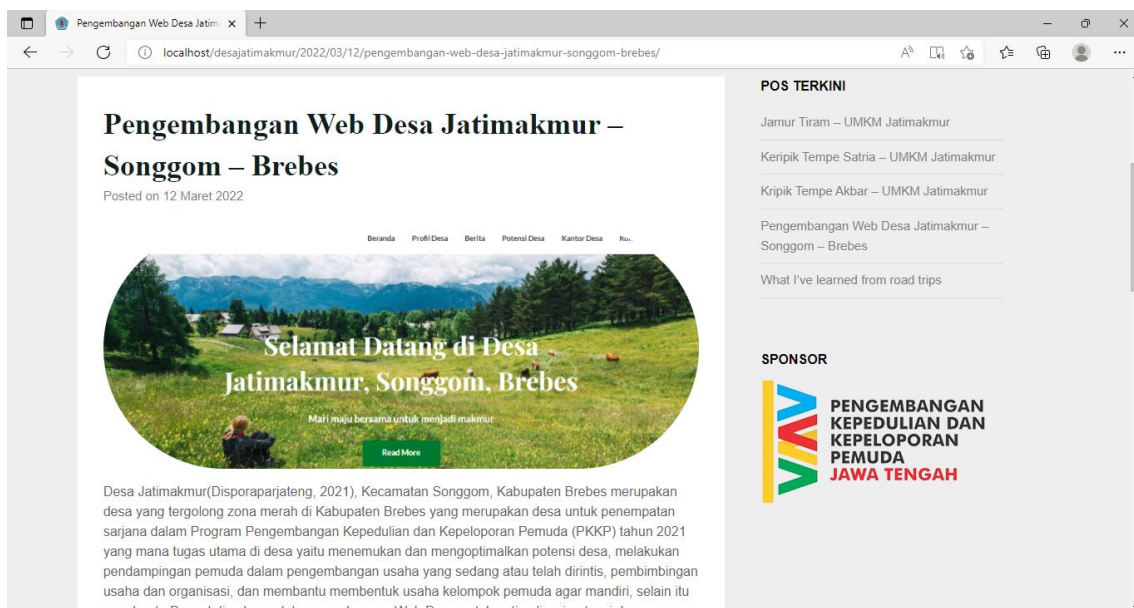 Pengembangan Web Desa Jatim
localhost/desajatimakmur/2022/03/12/pengembangan-web-desa-jatimakmur-songgom-brebes/
Pengembangan Web Desa Jatimakmur –
Songgom – Brebes
Posted on 12 Maret 2022
Beranda Profil Desa Berita Potensi Desa Kantor Desa
Selamat Datang di Desa
Jatimakmur, Songgom, Brebes
Mari maju bersama untuk menjadi makmur
Read More
Desa Jatimakmur(Disporaparjateng, 2021), Kecamatan Songgom, Kabupaten Brebes merupakan
desa yang tergolong zona merah di Kabupaten Brebes yang merupakan desa untuk penempatan
sarjana dalam Program Pengembangan Kepedulian dan Kepeloporan Pemuda (PKKP) tahun 2021
yang mana tugas utama di desa yaitu menemukan dan mengoptimalkan potensi desa, melakukan
pendampingan pemuda dalam pengembangan usaha yang sedang atau telah dirintis, pembimbingan
usaha dan organisasi, dan membantu membentuk usaha kelompok pemuda agar mandiri, selain itu
POS TERKINI
Jamur Tiram – UMKM Jatimakmur
Keripik Tempe Satria – UMKM Jatimakmur
Kripik Tempe Akbar – UMKM Jatimakmur
Pengembangan Web Desa Jatimakmur –
Songgom – Brebes
What I've learned from road trips
SPONSOR
PENGEMBANGAN
KEPEDULIAN DAN
KEPELOPORAN
PEMUDA
JAWA TENGAH